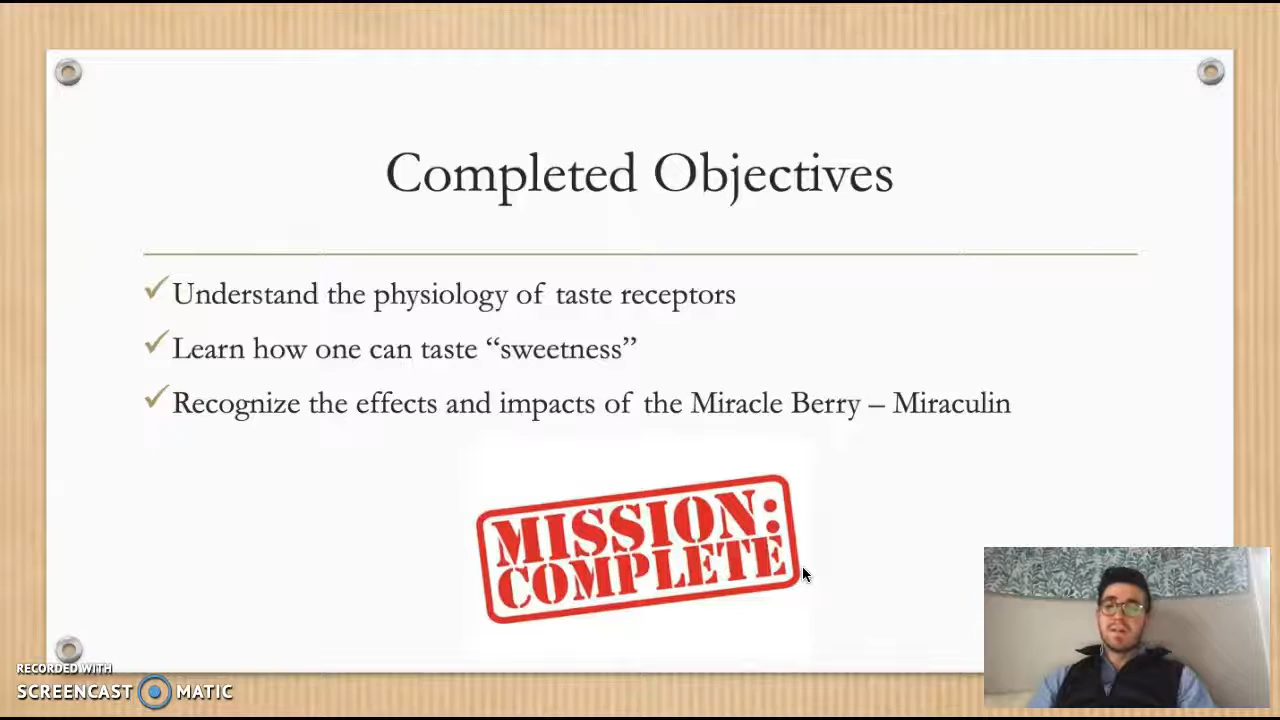 Completed Objectives
Understand the physiology of taste receptors
Learn how one can taste “sweetness”
Recognize the effects and impacts of the Miracle Berry – Miraculin
MISSION:
COMPLETE
RECORDED WITH
SCREENCAST MATIC